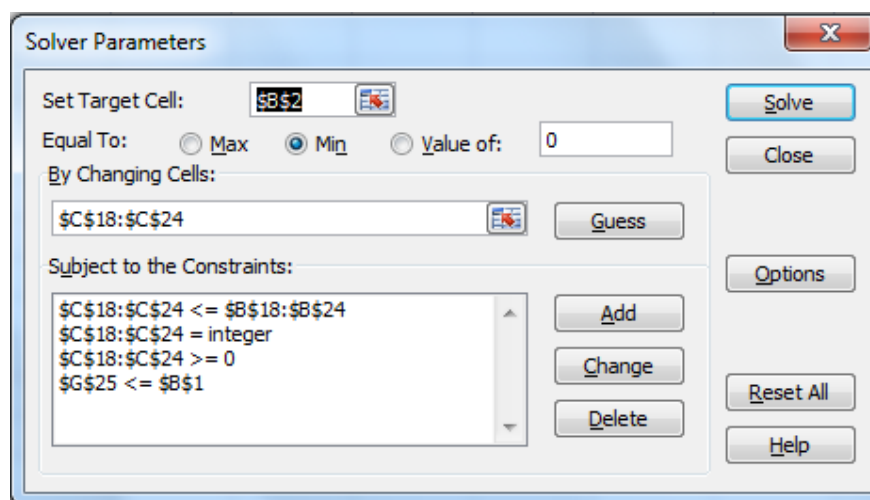 Solver Parameters
Set Target Cell: $B$2 Solve
Equal To: Max Min Value of: 0 Close
By Changing Cells:
$C$18:$C$24 Guess
Subject to the Constraints: Options
$C$18:$C$24 <= $B$18:$B$24 Add
$C$18:$C$24 = integer
$C$18:$C$24 >= 0 Change
$G$25 <= $B$1 Reset All
Delete
Help